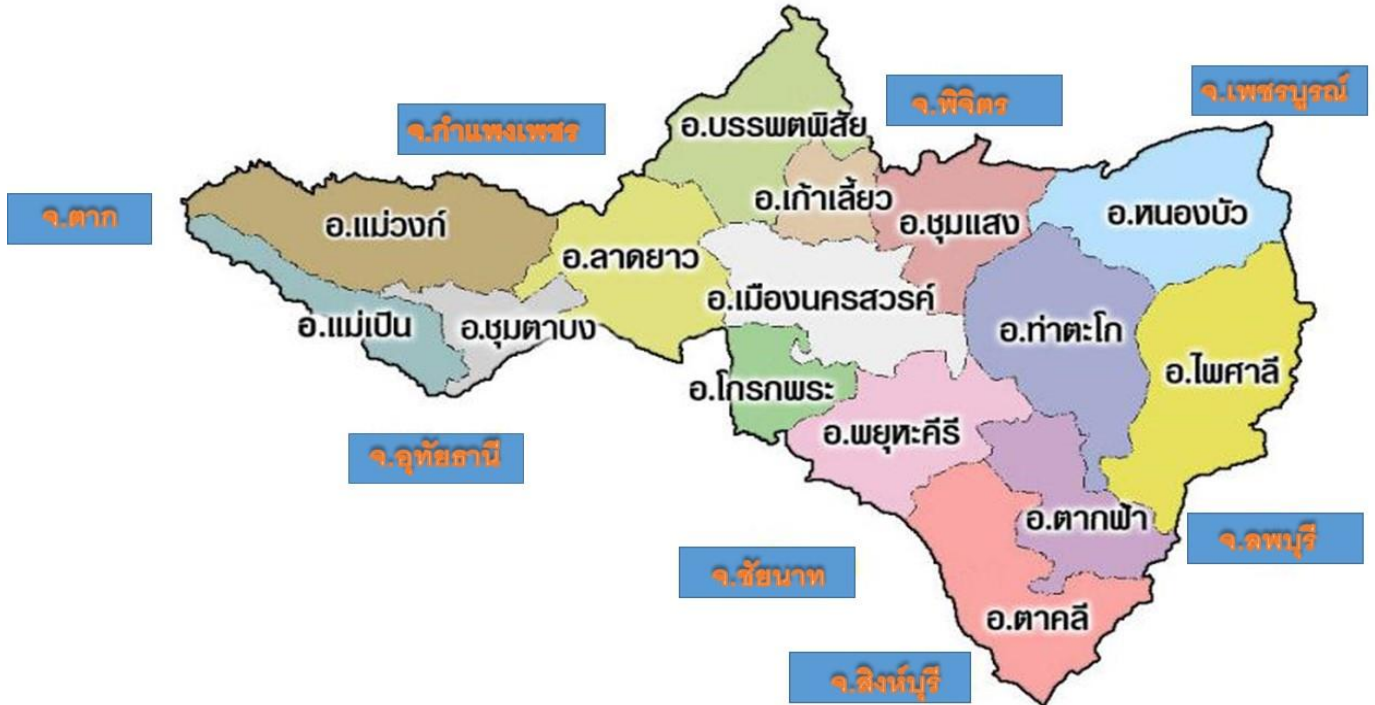 จ.เพชรบูรณ์
จ.พิจิตร
จ.กำแพงเพชร
อ.บรรพตพิสัย
อ.เก้าเลี้ยว
จ.ตาก
อ.แม่วงก์
อ.ชุมแสง
อ.หนองบัว
อ.ลาดยาว
อ.เมืองนครสวรค์
อ.แม่เปิน
อ.ชุมตาบง
อ.ท่าตะโก
อ.ไพศาลี
อ.โกรกพระ
อ.พยุหะคีรี
จ.อุทัยธานี
อ.ตากฟ้า
จ.ลพบุรี
จ.ชัยนาท
อ.ตาคลี
จ.สิงห์บุรี